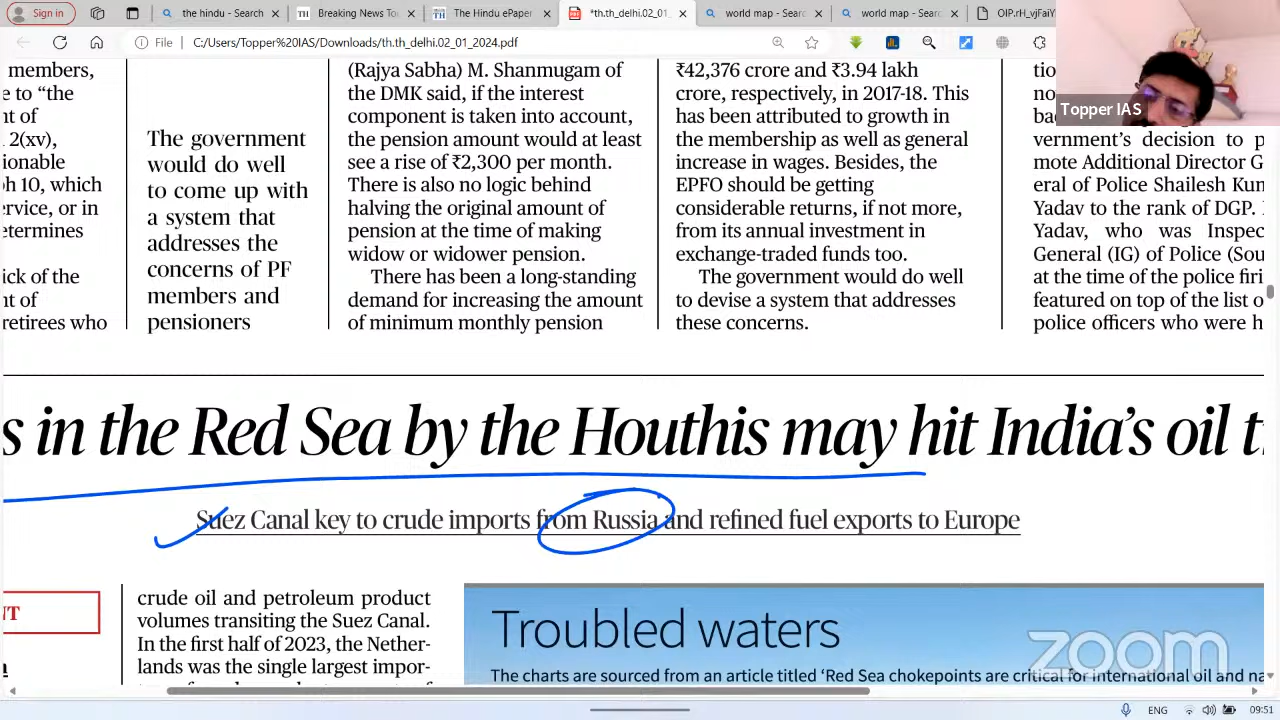 Sign in
the hindu - Search
Breaking News To
The Hindu ePaper
*th.th_delhi.02_01
world map - Sear
world map - Sear
OIP.rH_vjFaiY
File
C:/Users/Topper%20IAS/Downloads/th.th_delhi.02_01_2024.pdf
Topper IAS
members,
e to “the
nt of
2(xv),
ionable
h 10, which
ervice, or in
etermines
ick of the
nt of
retirees who
The government
would do well
to come up with
a system that
addresses the
concerns of PF
members and
pensioners
(Rajya Sabha) M. Shanmugam of
the DMK said, if the interest
component is taken into account,
the pension amount would at least
see a rise of ₹2,300 per month.
There is also no logic behind
halving the original amount of
pension at the time of making
widow or widower pension.
There has been a long-standing
demand for increasing the amount
of minimum monthly pension
₹42,376 crore and ₹3.94 lakh
crore, respectively, in 2017-18. This
has been attributed to growth in
the membership as well as general
increase in wages. Besides, the
EPFO should be getting
considerable returns, if not more,
from its annual investment in
exchange-traded funds too.
The government would do well
to devise a system that addresses
these concerns.
tio
no
bac
vernment’s decision to p
mote Additional Director G
eral of Police Shailesh Kun
Yadav to the rank of DGP.
Yadav, who was Inspec
General (IG) of Police (Sou
at the time of the police firi
featured on top of the list o
police officers who were h
s in the Red Sea by the Houthis may hit India’s oil t
Suez Canal key to crude imports from Russia and refined fuel exports to Europe
NT
crude oil and petroleum product
volumes transiting the Suez Canal.
In the first half of 2023, the Nether-
lands was the single largest impor-
Troubled waters
The charts are sourced from an article titled ‘Red Sea chokepoints are critical for international oil and na
zoom
ENG
09:51